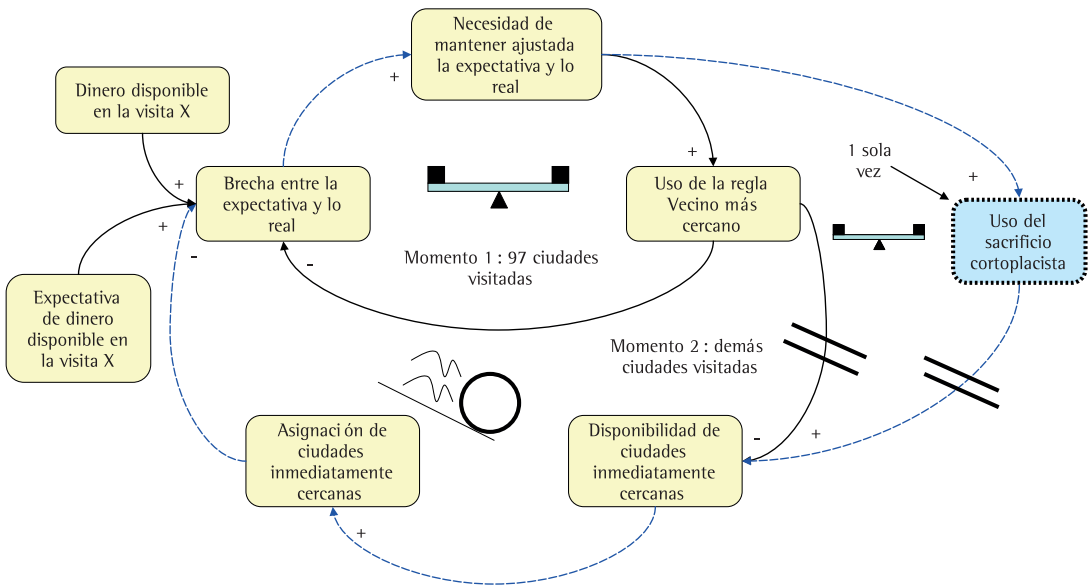 Necesidad de
mantener ajustada
la expectativa y lo
real
+
Dinero disponible
en la visita X
+
+
Brecha entre la
expectativa y lo
real
-
Expectativa
de dinero
disponible en
la visita X
-
Momento 1 : 97 ciudades
visitadas
+
Uso de la regla
Vecino más
cercano
1 sola
vez
+
Uso del
sacrificio
cortoplacista
Momento 2 : demás
ciudades visitadas
Asignación de
ciudades
inmediatamente
cercanas
Disponibilidad de
ciudades
inmediatamente
cercanas
-
+
+